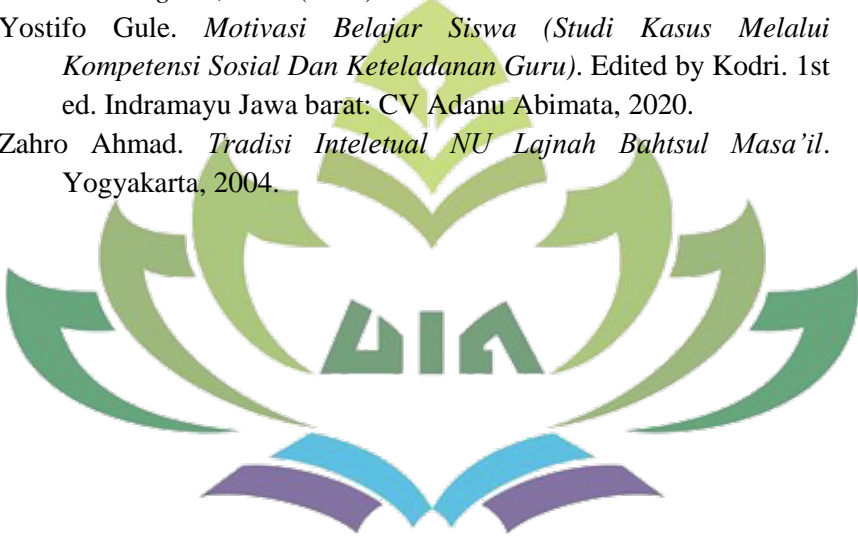 Yostifo Gule. Motivasi Belajar Siswa (Studi Kasus Melalui
Kompetensi Sosial Dan Keteladanan Guru). Edited by Kodri. 1st
ed. Indramayu Jawa barat: CV Adanu Abimata, 2020.
Zahro Ahmad. Tradisi Inteletual NU Lajnah Bahtsul Masa’il.
Yogyakarta, 2004.
UIN